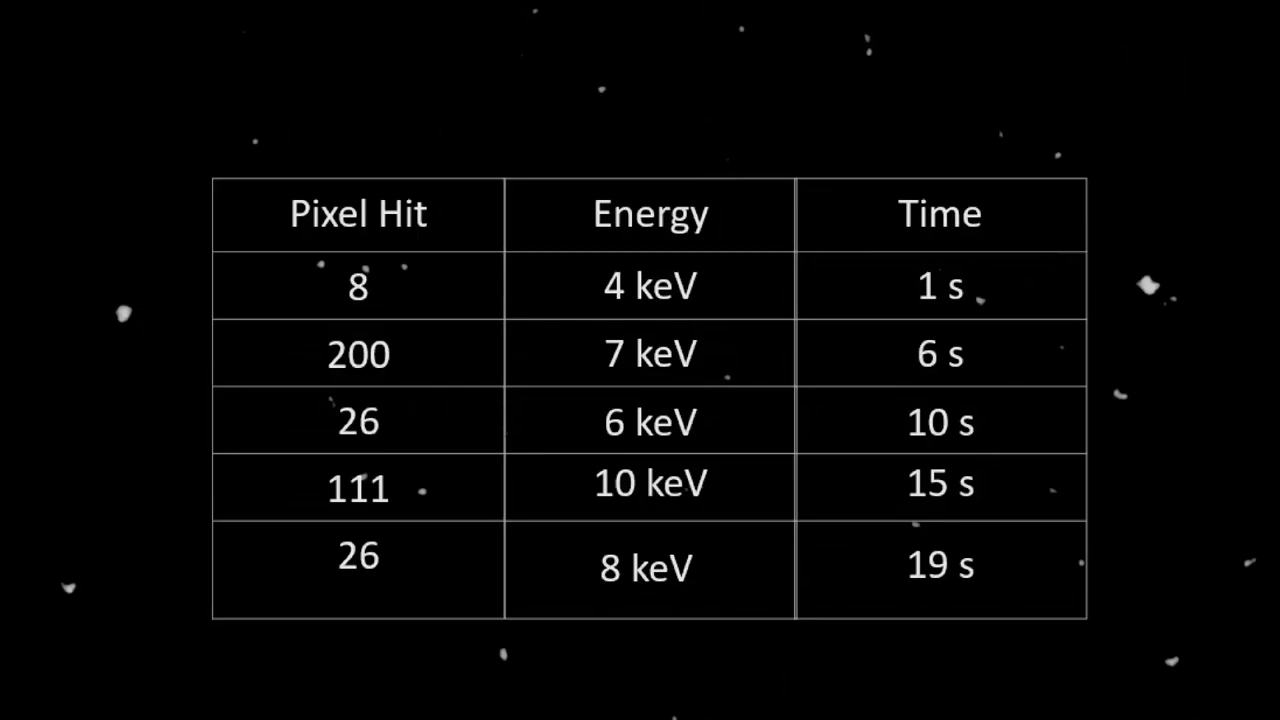 Pixel Hit Energy Time
8 4 keV 1 s
200 7 keV 6 s
26 6 keV 10 s
111 10 keV 15 s
26 8 keV 19 s